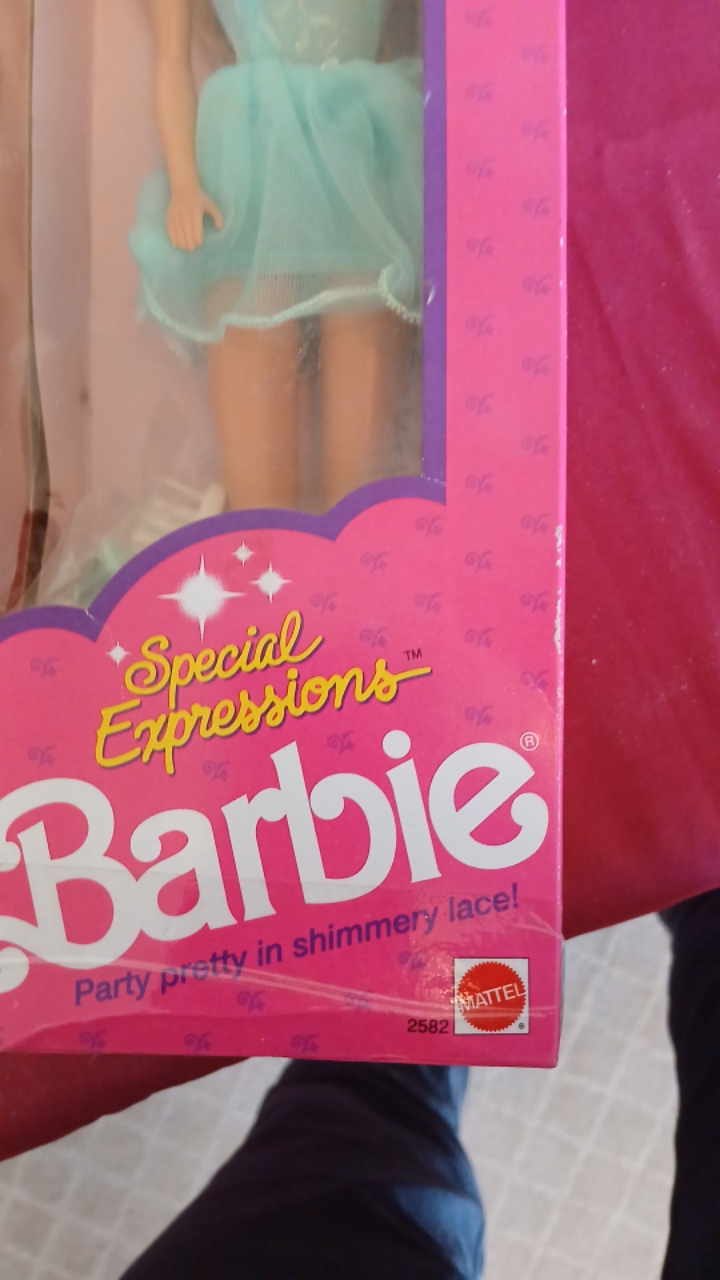 Special
Expressions™
Barbie®
Party pretty in shimmery lace!
2582
MATTEL®